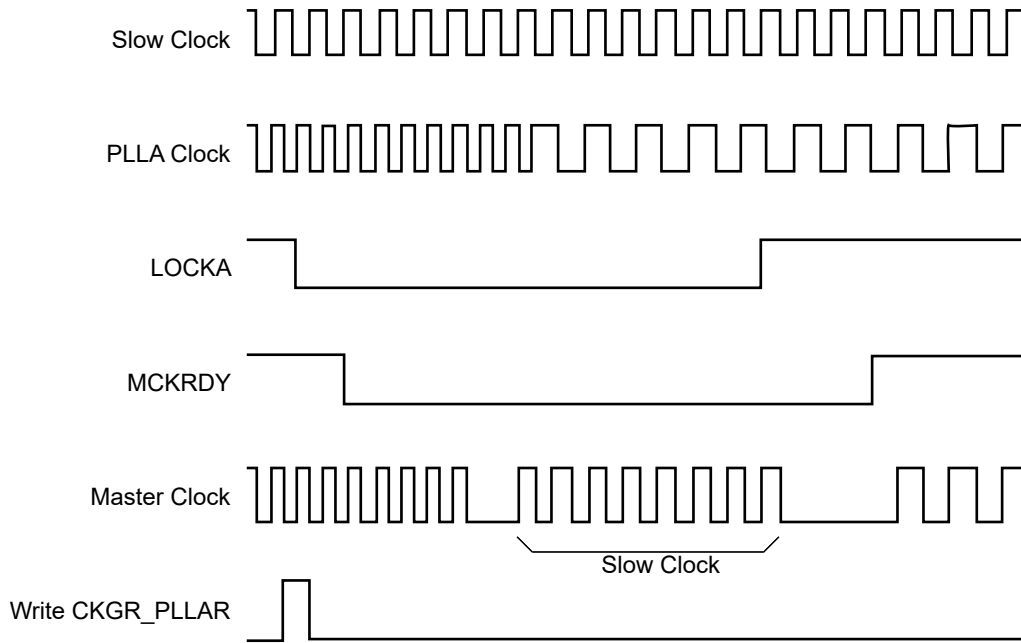 Slow Clock
PLLA Clock
LOCKA
MCKRDY
Master Clock
Slow Clock
Write CKGR_PLLAR